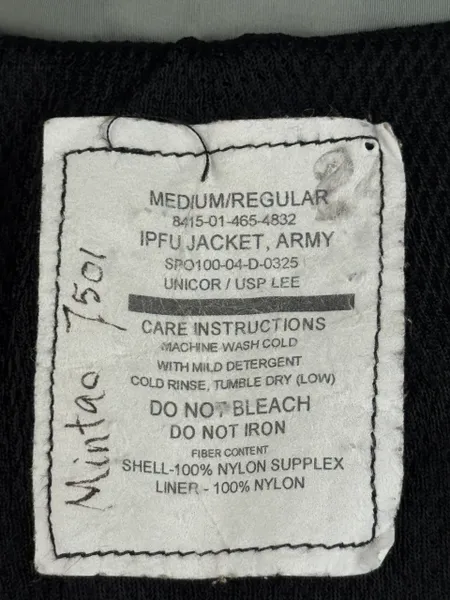 MEDIUM/REGULAR
8415-01-465-4832
IPFU JACKET, ARMY
SPO100-04-D-0325
UNICOR / USP LEE
CARE INSTRUCTIONS
MACHINE WASH COLD
WITH MILD DETERGENT
COLD RINSE, TUMBLE DRY (LOW)
DO NOT BLEACH
DO NOT IRON
FIBER CONTENT
SHELL-100% NYLON SUPPLEX
LINER - 100% NYLON
Mintao 7501